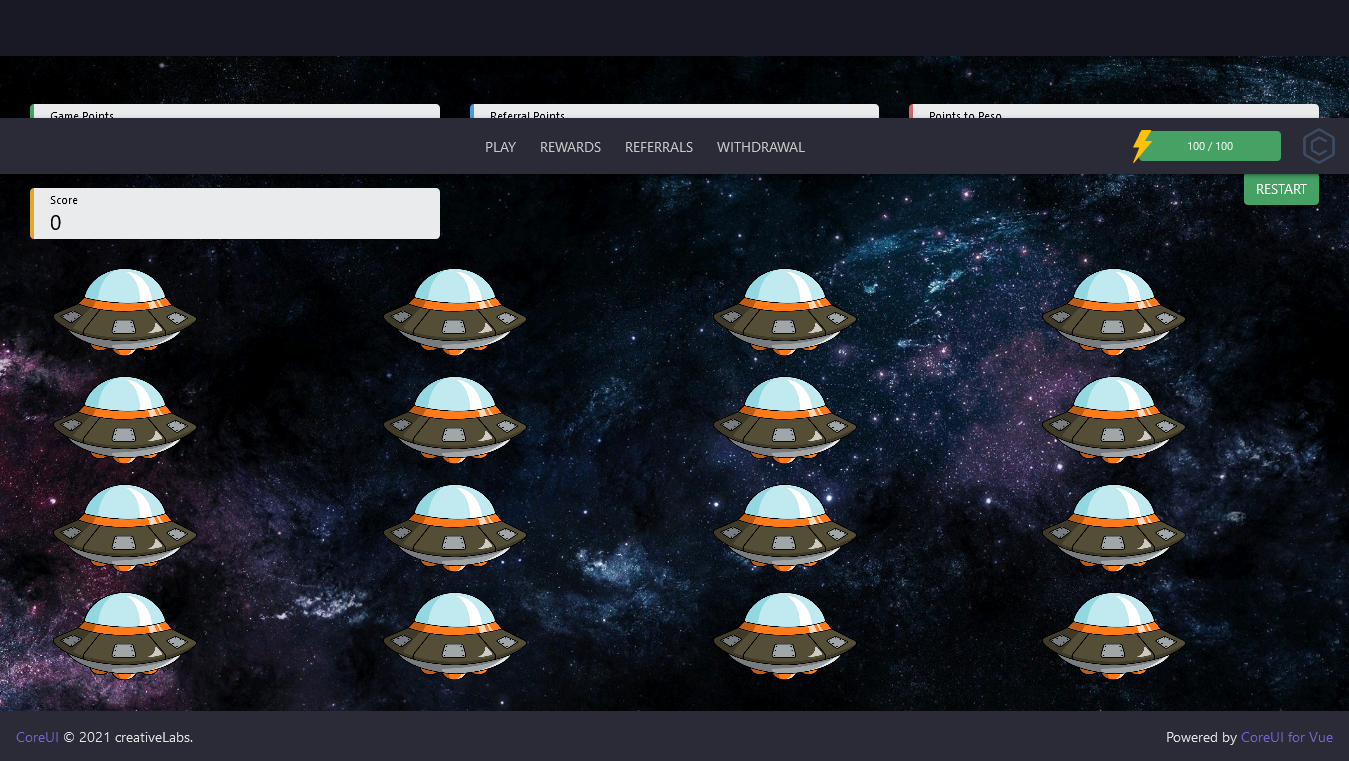 Game Points
Referral Points
Points to Peso
PLAY
REWARDS
REFERRALS
WITHDRAWAL
100 / 100
RESTART
Score
0
CoreUI © 2021 creativeLabs.
Powered by CoreUI for Vue